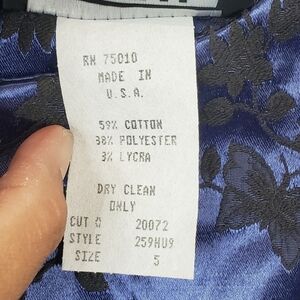 RN 75010
MADE IN
U.S.A.
59% COTTON
38% POLYESTER
3% LYCRA
DRY CLEAN
ONLY
CUT # 20072
STYLE 259HU9
SIZE 5